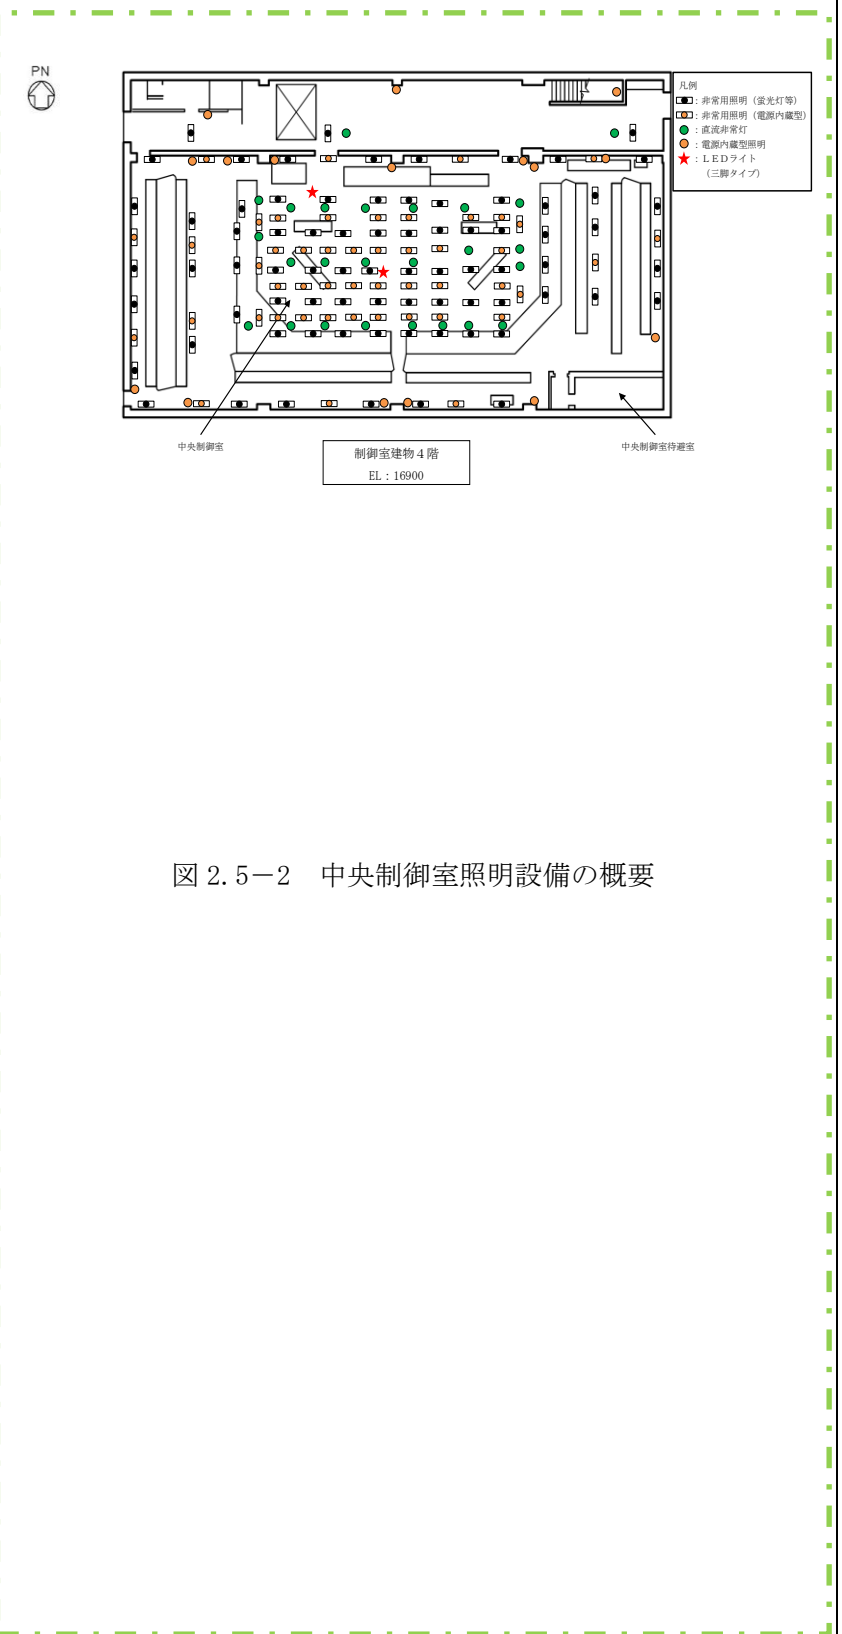 PN
凡例
：非常用照明（蛍光灯等）
：非常用照明（電源内蔵型）
：直流非常灯
：電源内蔵型照明
：ＬＥＤライト
（三脚タイプ）
中央制御室
中央制御室待避室
制御室建物４階
EL：16900
図 2.5－2　中央制御室照明設備の概要